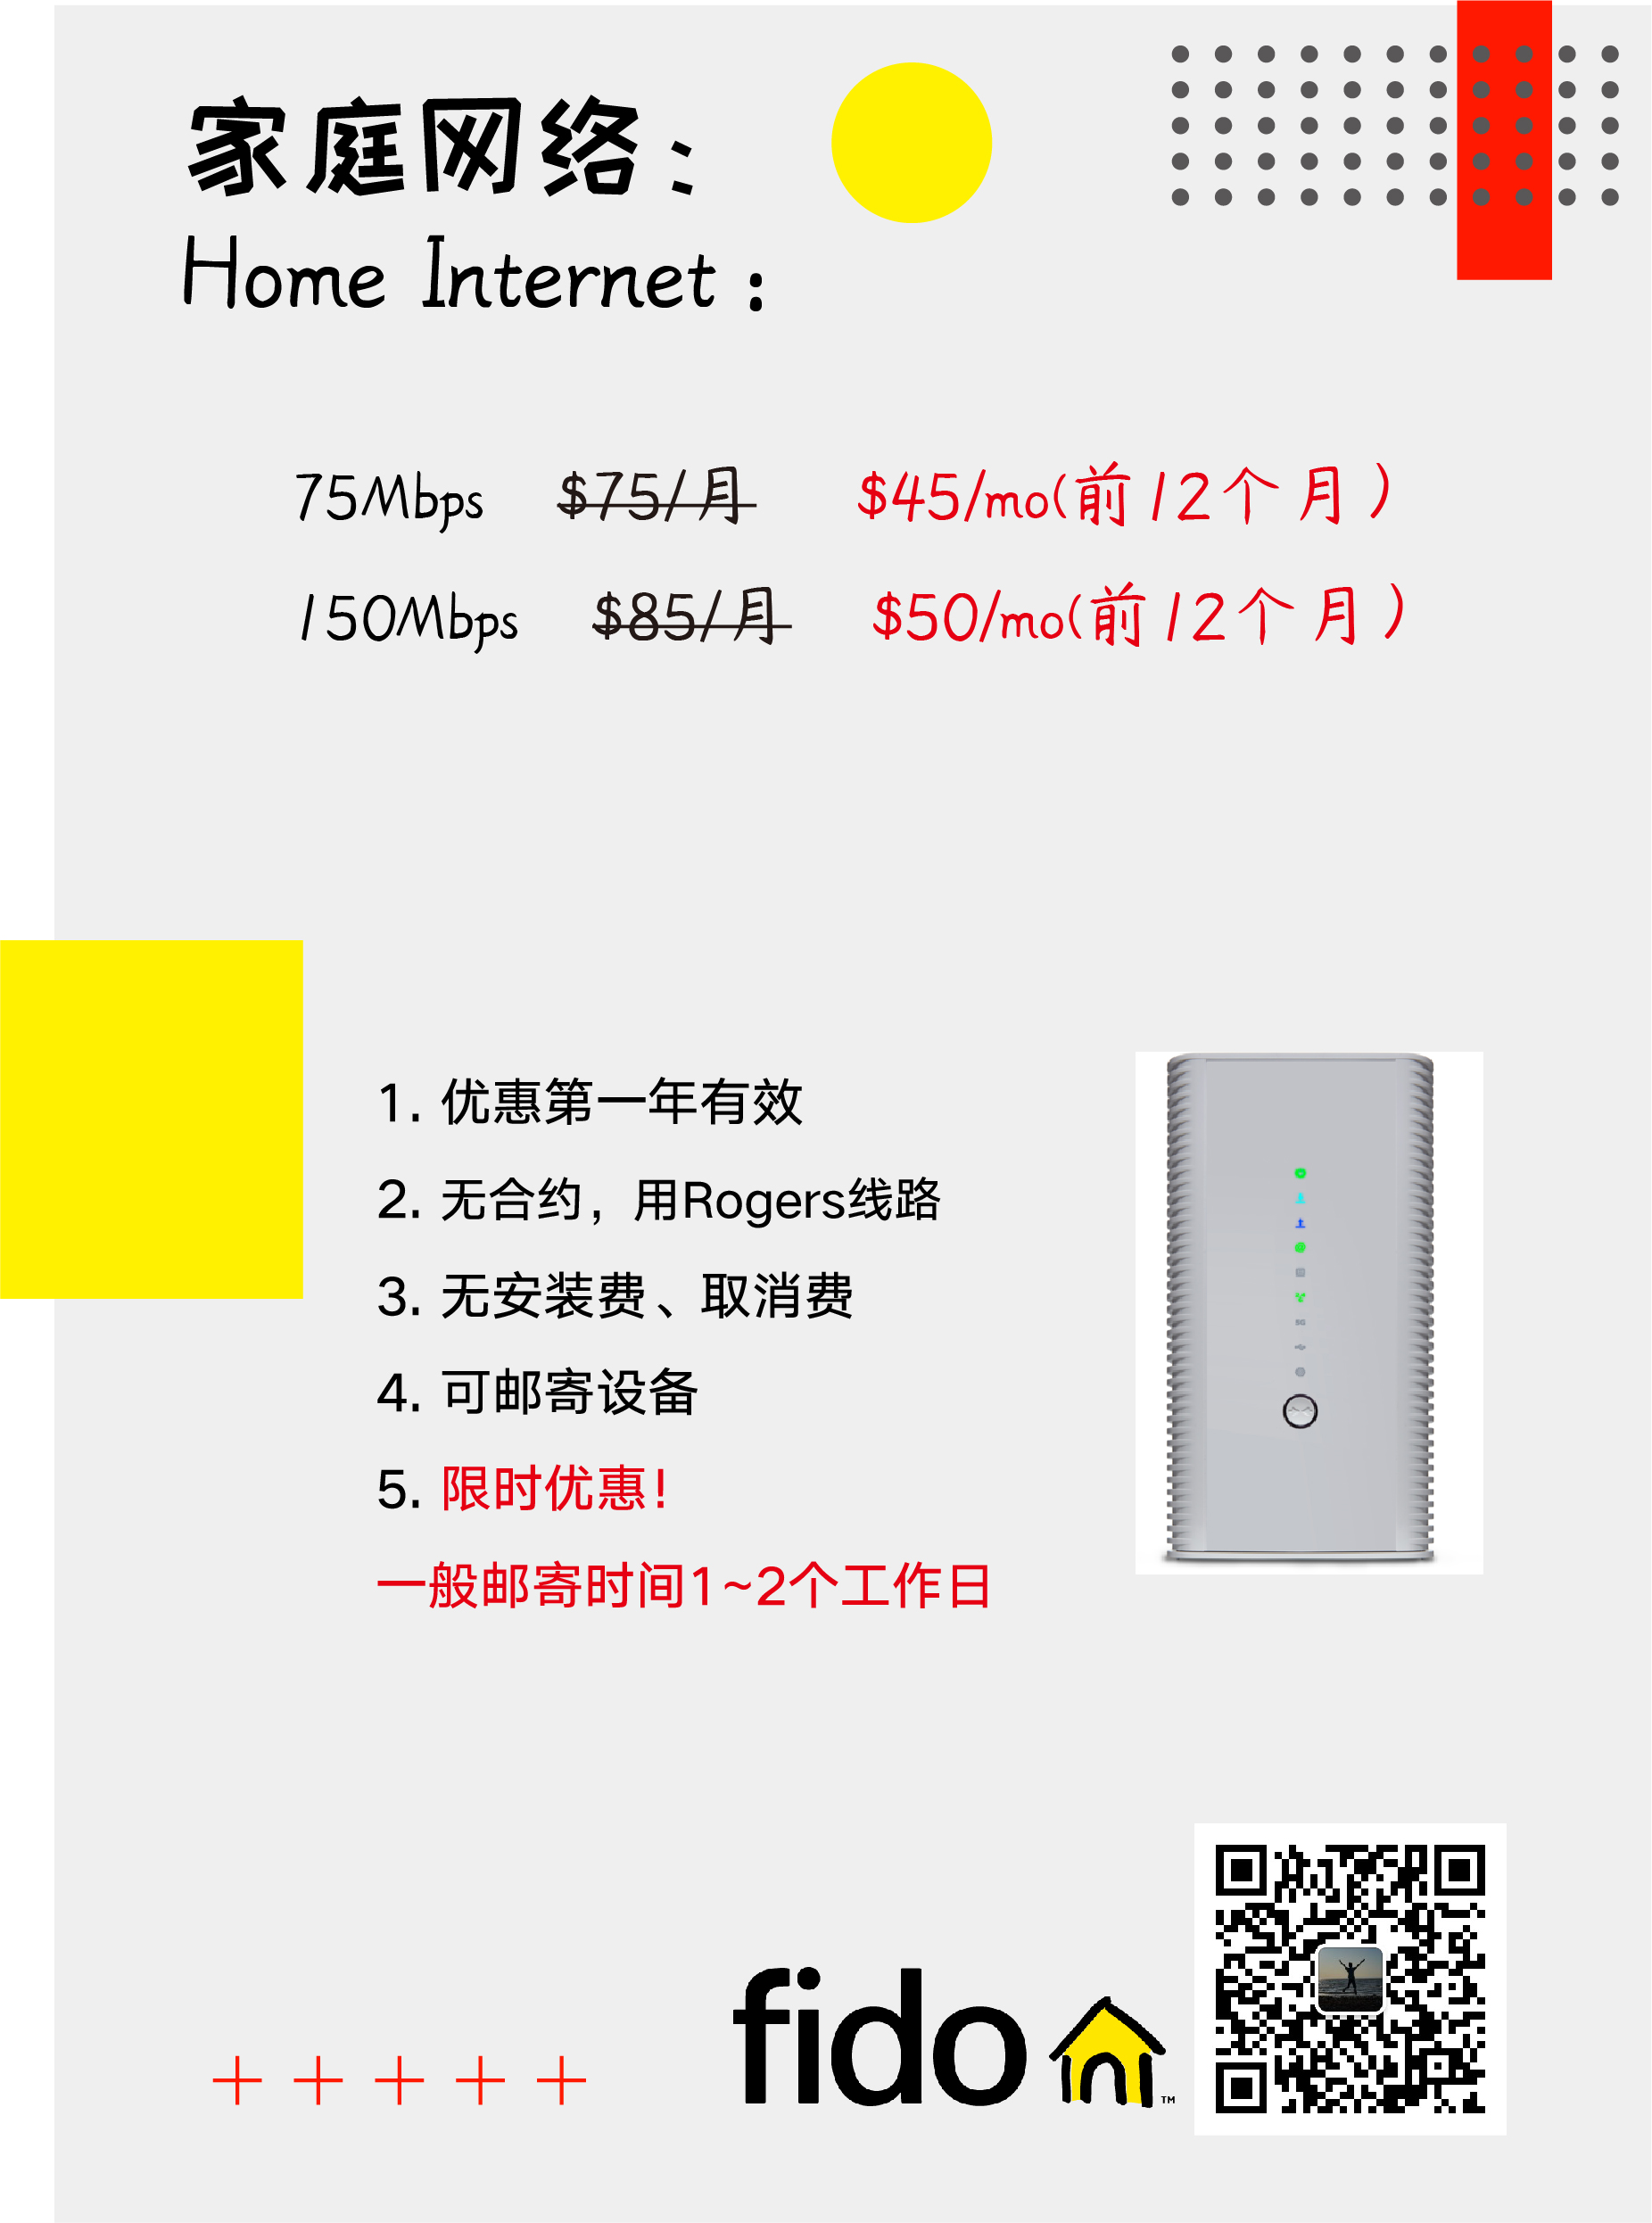 家庭网络：
Home Internet：
75Mbps $75/月 $45/mo(前12个月)
150Mbps $85/月 $50/mo(前12个月)
1. 优惠第一年有效
2. 无合约，用Rogers线路
3. 无安装费、取消费
4. 可邮寄设备
5. 限时优惠！
一般邮寄时间1~2个工作日
fido
TM